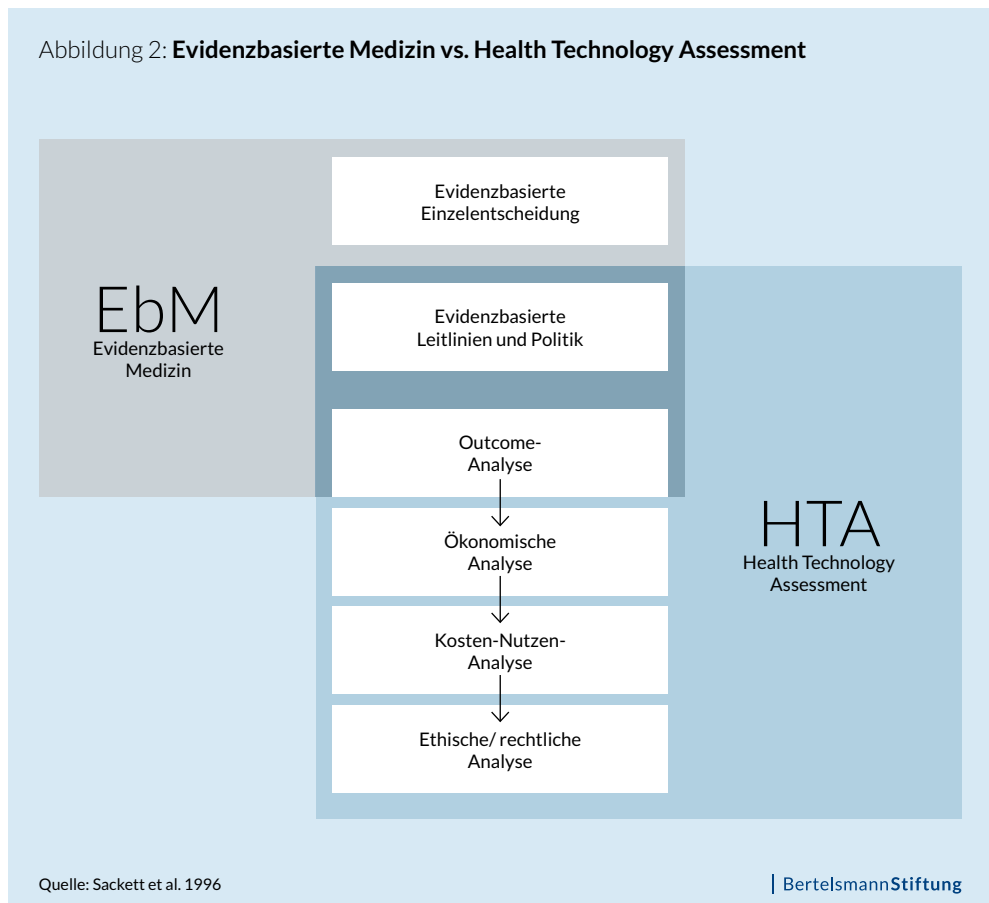 Abbildung 2: Evidenzbasierte Medizin vs. Health Technology Assessment
Evidenzbasierte
Einzelentscheidung
EbM
Evidenzbasierte
Medizin
Evidenzbasierte
Leitlinien und Politik
Outcome-
Analyse
Ökonomische
Analyse
HTA
Health Technology
Assessment
Kosten-Nutzen-
Analyse
Ethische/ rechtliche
Analyse
Quelle: Sackett et al. 1996
BertelsmannStiftung